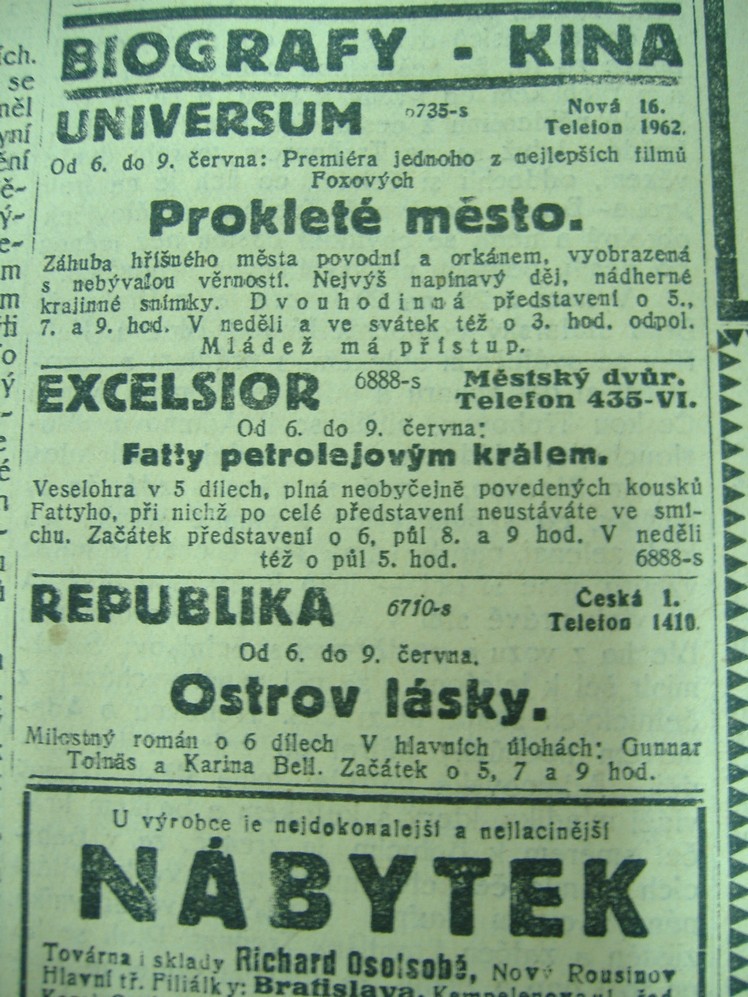 BIOGRAFY - KINA
UNIVERSUM 6735-s Nová 16.
Telefon 1962.
Od 6. do 9. června: Premiéra jednoho z nejlepších filmů
Foxových
Prokleté město.
Záhuba hříšného města povodní a orkánem, vyobrazená
s nebývalou věrností. Nejvýš napínavý děj, nádherné
krajinné snímky. Dvouhodinná představení o 5.,
7. a 9. hod. V neděli a ve svátek též o 3. hod. odpol.
Mládež má přístup.
EXCELSIOR 6888-s Městský dvůr.
Telefon 435-VI.
Od 6. do 9. června:
Fatty petrolejovým králem.
Veselohra v 5 dílech, plná neobyčejně povedených kousků
Fattyho, při nichž po celé představení neustáváte ve smí-
chu. Začátek představení o 6, půl 8. a 9 hod. V neděli
též o půl 5. hod. 6888-s
REPUBLIKA 6710-s Česká 1.
Telefon 1410.
Od 6. do 9. června.
Ostrov lásky.
Milostný román o 6 dílech V hlavních úlohách: Gunnar
Tolnäs a Karina Bell. Začátek o 5, 7 a 9 hod.
U výrobce je nejdokonalejší a nejlacinější
NÁBYTEK
Továrna i sklady Richard Osolsobě, Nový Rousínov
Hlavní tř. Filiálky: Bratislava,